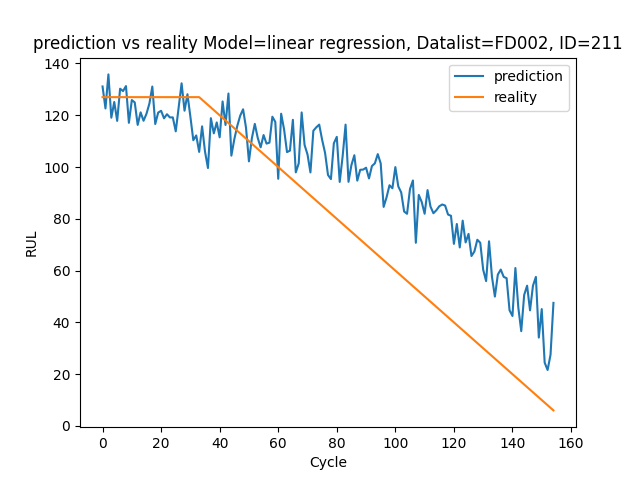 prediction vs reality Model=linear regression, Datalist=FD002, ID=211
prediction
reality
140
120
100
80
60
40
20
0
RUL
0 20 40 60 80 100 120 140 160
Cycle